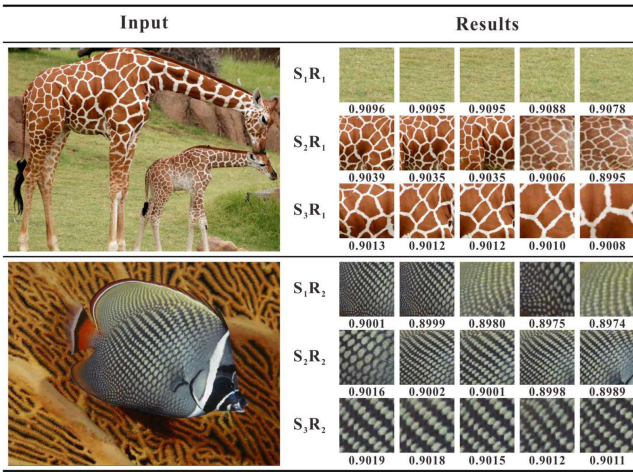 Input Results
S₁R₁
0.9096 0.9095 0.9095 0.9088 0.9078
S₂R₁
0.9039 0.9035 0.9035 0.9006 0.8995
S₃R₁
0.9013 0.9012 0.9012 0.9010 0.9008
S₁R₂
0.9001 0.8999 0.8980 0.8975 0.8974
S₂R₂
0.9016 0.9002 0.9001 0.8998 0.8989
S₃R₂
0.9019 0.9018 0.9015 0.9012 0.9011